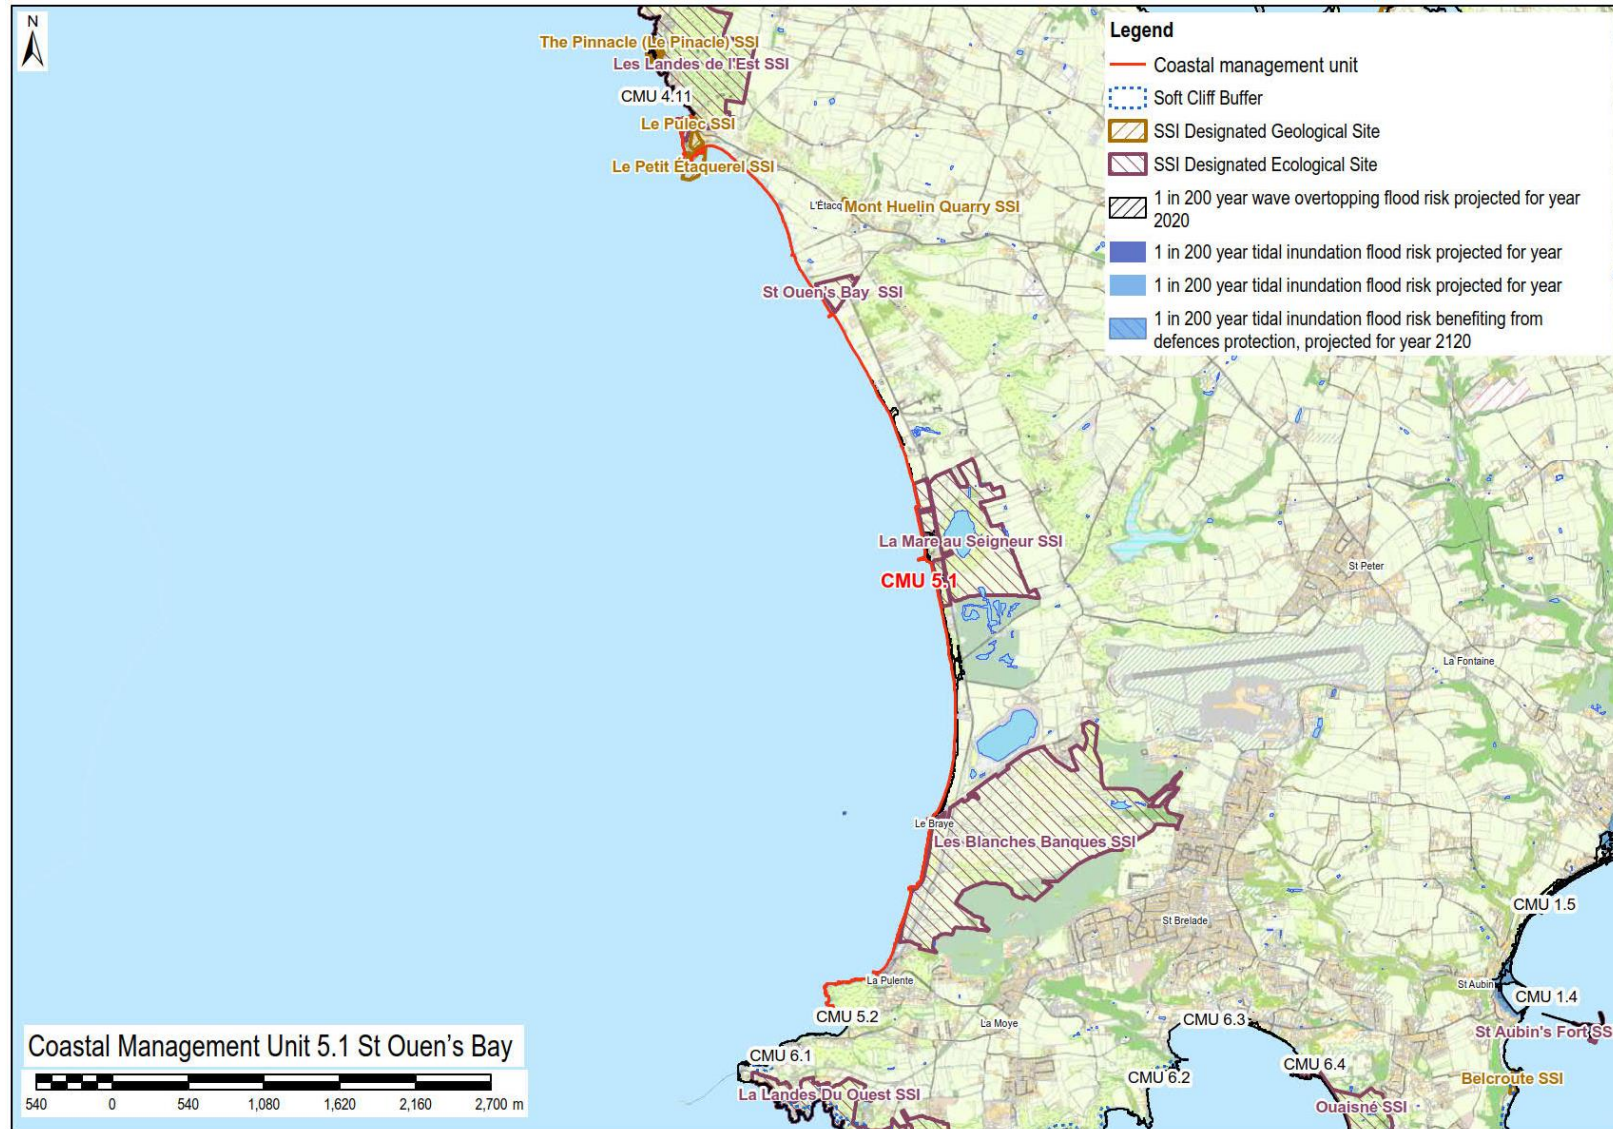 N
The Pinnacle (Le Pinacle) SSI
Les Landes de l'Est SSI
CMU 4.11
Le Pulec SSI
Le Petit Étaquerel SSI
L'Étacq
Mont Huelin Quarry SSI
St Ouen's Bay SSI
La Mare au Seigneur SSI
CMU 5.1
St Peter
La Fontaine
Le Braye
Les Blanches Banques SSI
St Brelade
CMU 1.5
La Pulente
St Aubin
CMU 1.4
CMU 5.2
La Moye
CMU 6.3
St Aubin's Fort SS
CMU 6.1
CMU 6.4
CMU 6.2
Belcroute SSI
La Landes Du Ouest SSI
Ouaisné SSI
Legend
Coastal management unit
Soft Cliff Buffer
SSI Designated Geological Site
SSI Designated Ecological Site
1 in 200 year wave overtopping flood risk projected for year
2020
1 in 200 year tidal inundation flood risk projected for year
1 in 200 year tidal inundation flood risk projected for year
1 in 200 year tidal inundation flood risk benefiting from
defences protection, projected for year 2120
Coastal Management Unit 5.1 St Ouen's Bay
540 0 540 1,080 1,620 2,160 2,700 m